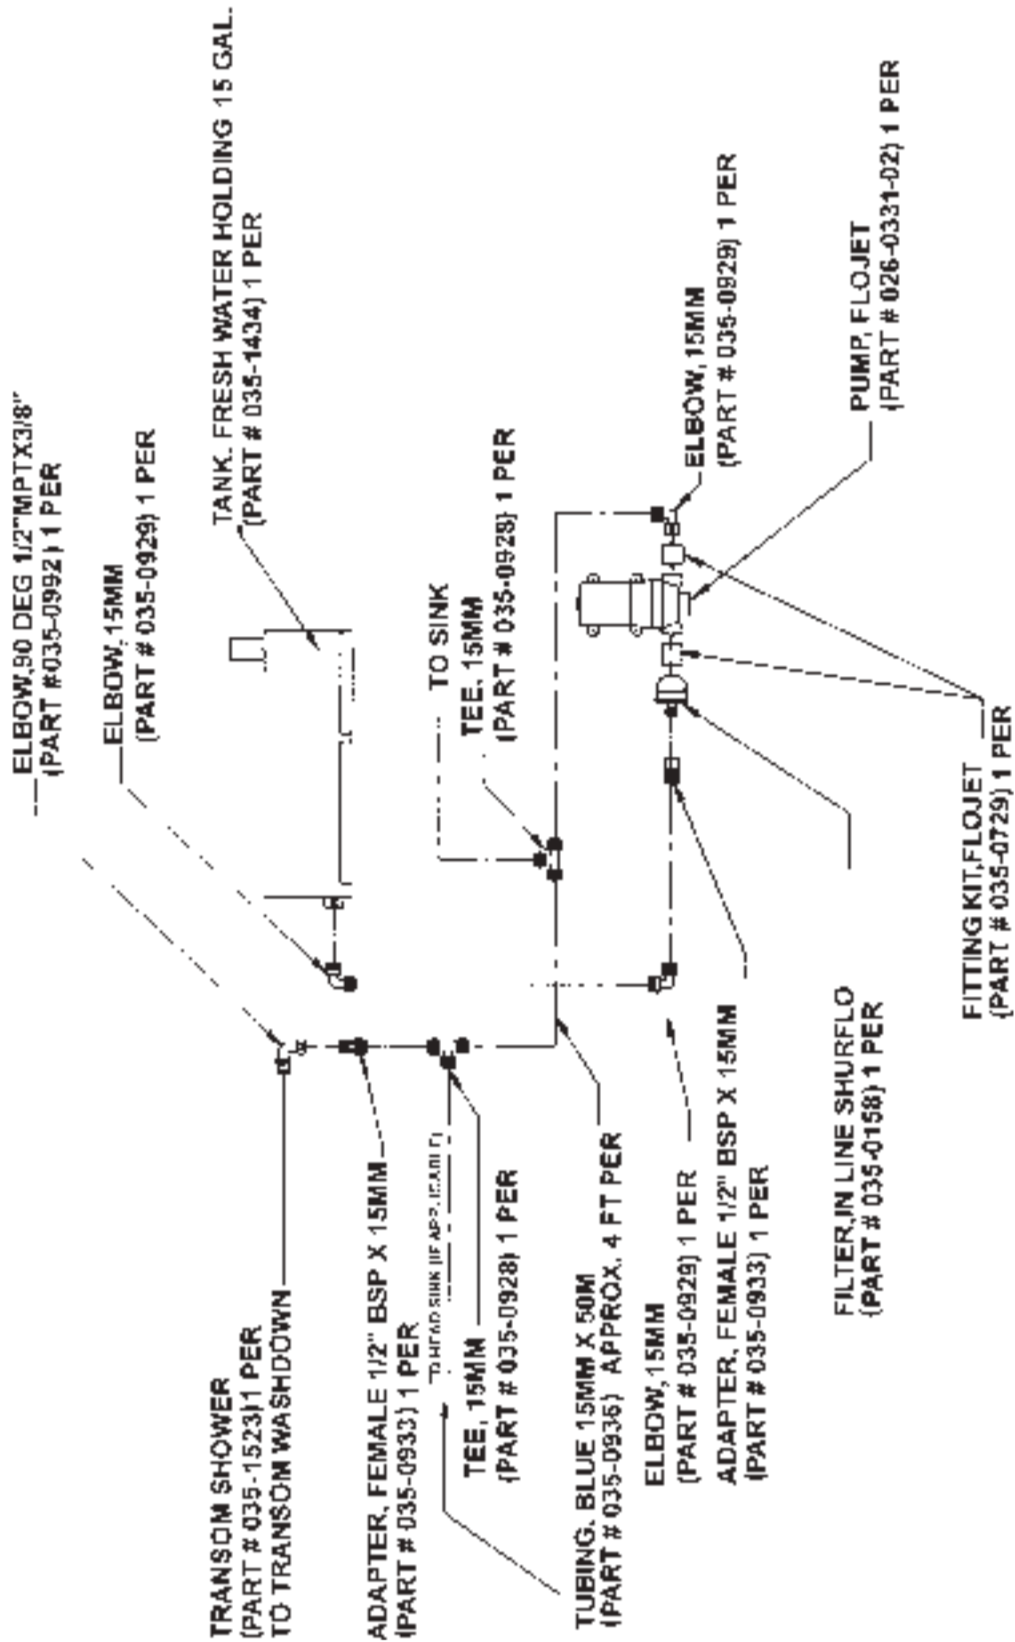 ELBOW,90 DEG 1/2"MPTX3/8"
(PART #035-0992) 1 PER
ELBOW, 15MM
(PART # 035-0929) 1 PER
TANK, FRESH WATER HOLDING 15 GAL.
(PART # 035-1434) 1 PER
TO SINK
TEE, 15MM
(PART # 035-0928) 1 PER
ELBOW, 15MM
(PART # 035-0929) 1 PER
PUMP, FLOJET
(PART # 026-0331-02) 1 PER
TRANSOM SHOWER
(PART # 035-1523) 1 PER
TO TRANSOM WASHDOWN
ADAPTER, FEMALE 1/2" BSP X 15MM
(PART # 035-0933) 1 PER
TO HEAD SINK (IF APPLICABLE)
TEE, 15MM
(PART # 035-0928) 1 PER
TUBING, BLUE 15MM X 50M
(PART # 035-0936) APPROX. 4 FT PER
ELBOW, 15MM
(PART # 035-0929) 1 PER
ADAPTER, FEMALE 1/2" BSP X 15MM
(PART # 035-0933) 1 PER
FILTER,IN LINE SHURFLO
(PART # 035-0158) 1 PER
FITTING KIT,FLOJET
(PART # 035-0729) 1 PER